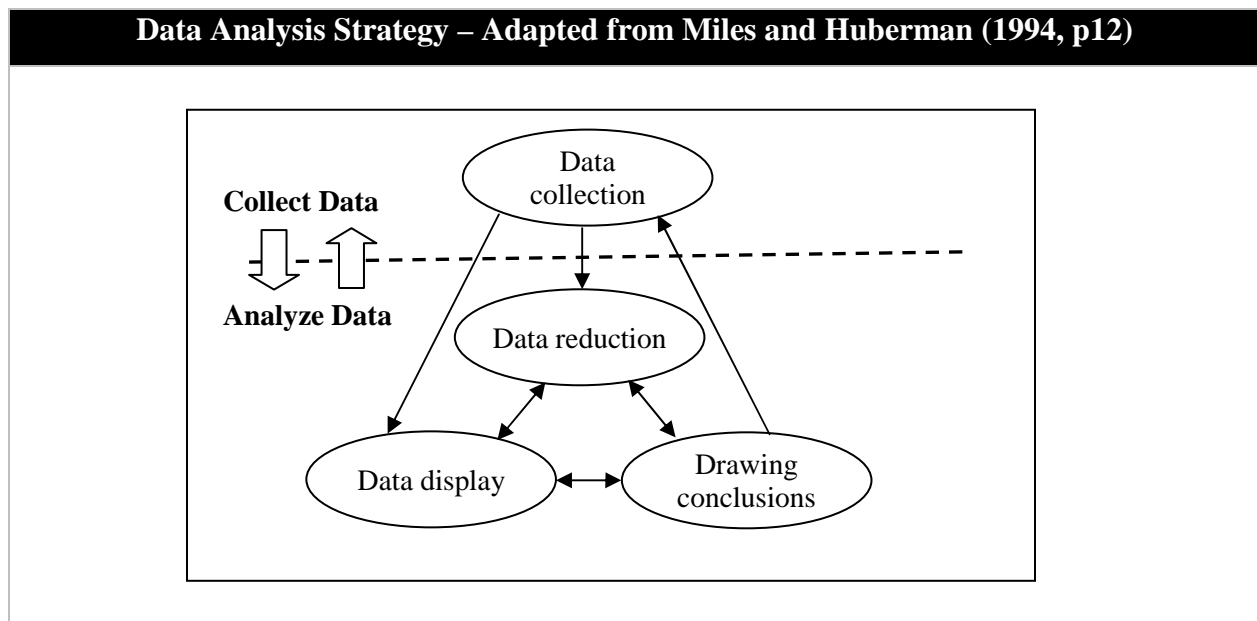 Data Analysis Strategy – Adapted from Miles and Huberman (1994, p12)
Data
collection
Collect Data
Analyze Data
Data reduction
Data display
Drawing
conclusions